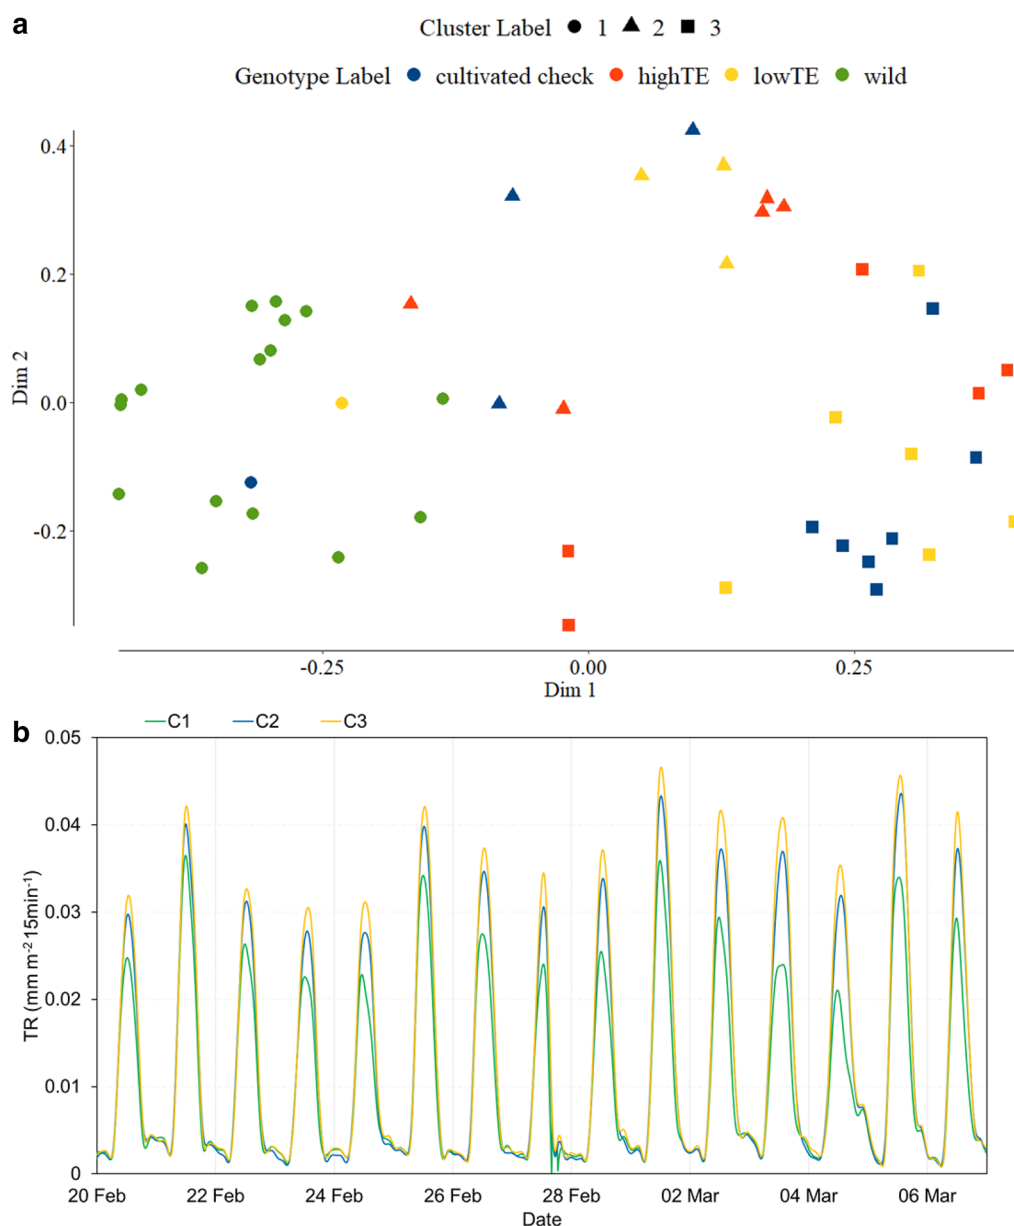 a
Cluster Label 1 2 3
Genotype Label cultivated check highTE lowTE wild
0.4
0.2
0.0
-0.2
Dim 2
-0.25 0.00 0.25
Dim 1
C1 C2 C3
b
0.05
0.04
0.03
0.02
0.01
0
TR (mm m⁻² 15min⁻¹)
20 Feb 22 Feb 24 Feb 26 Feb 28 Feb 02 Mar 04 Mar 06 Mar
Date